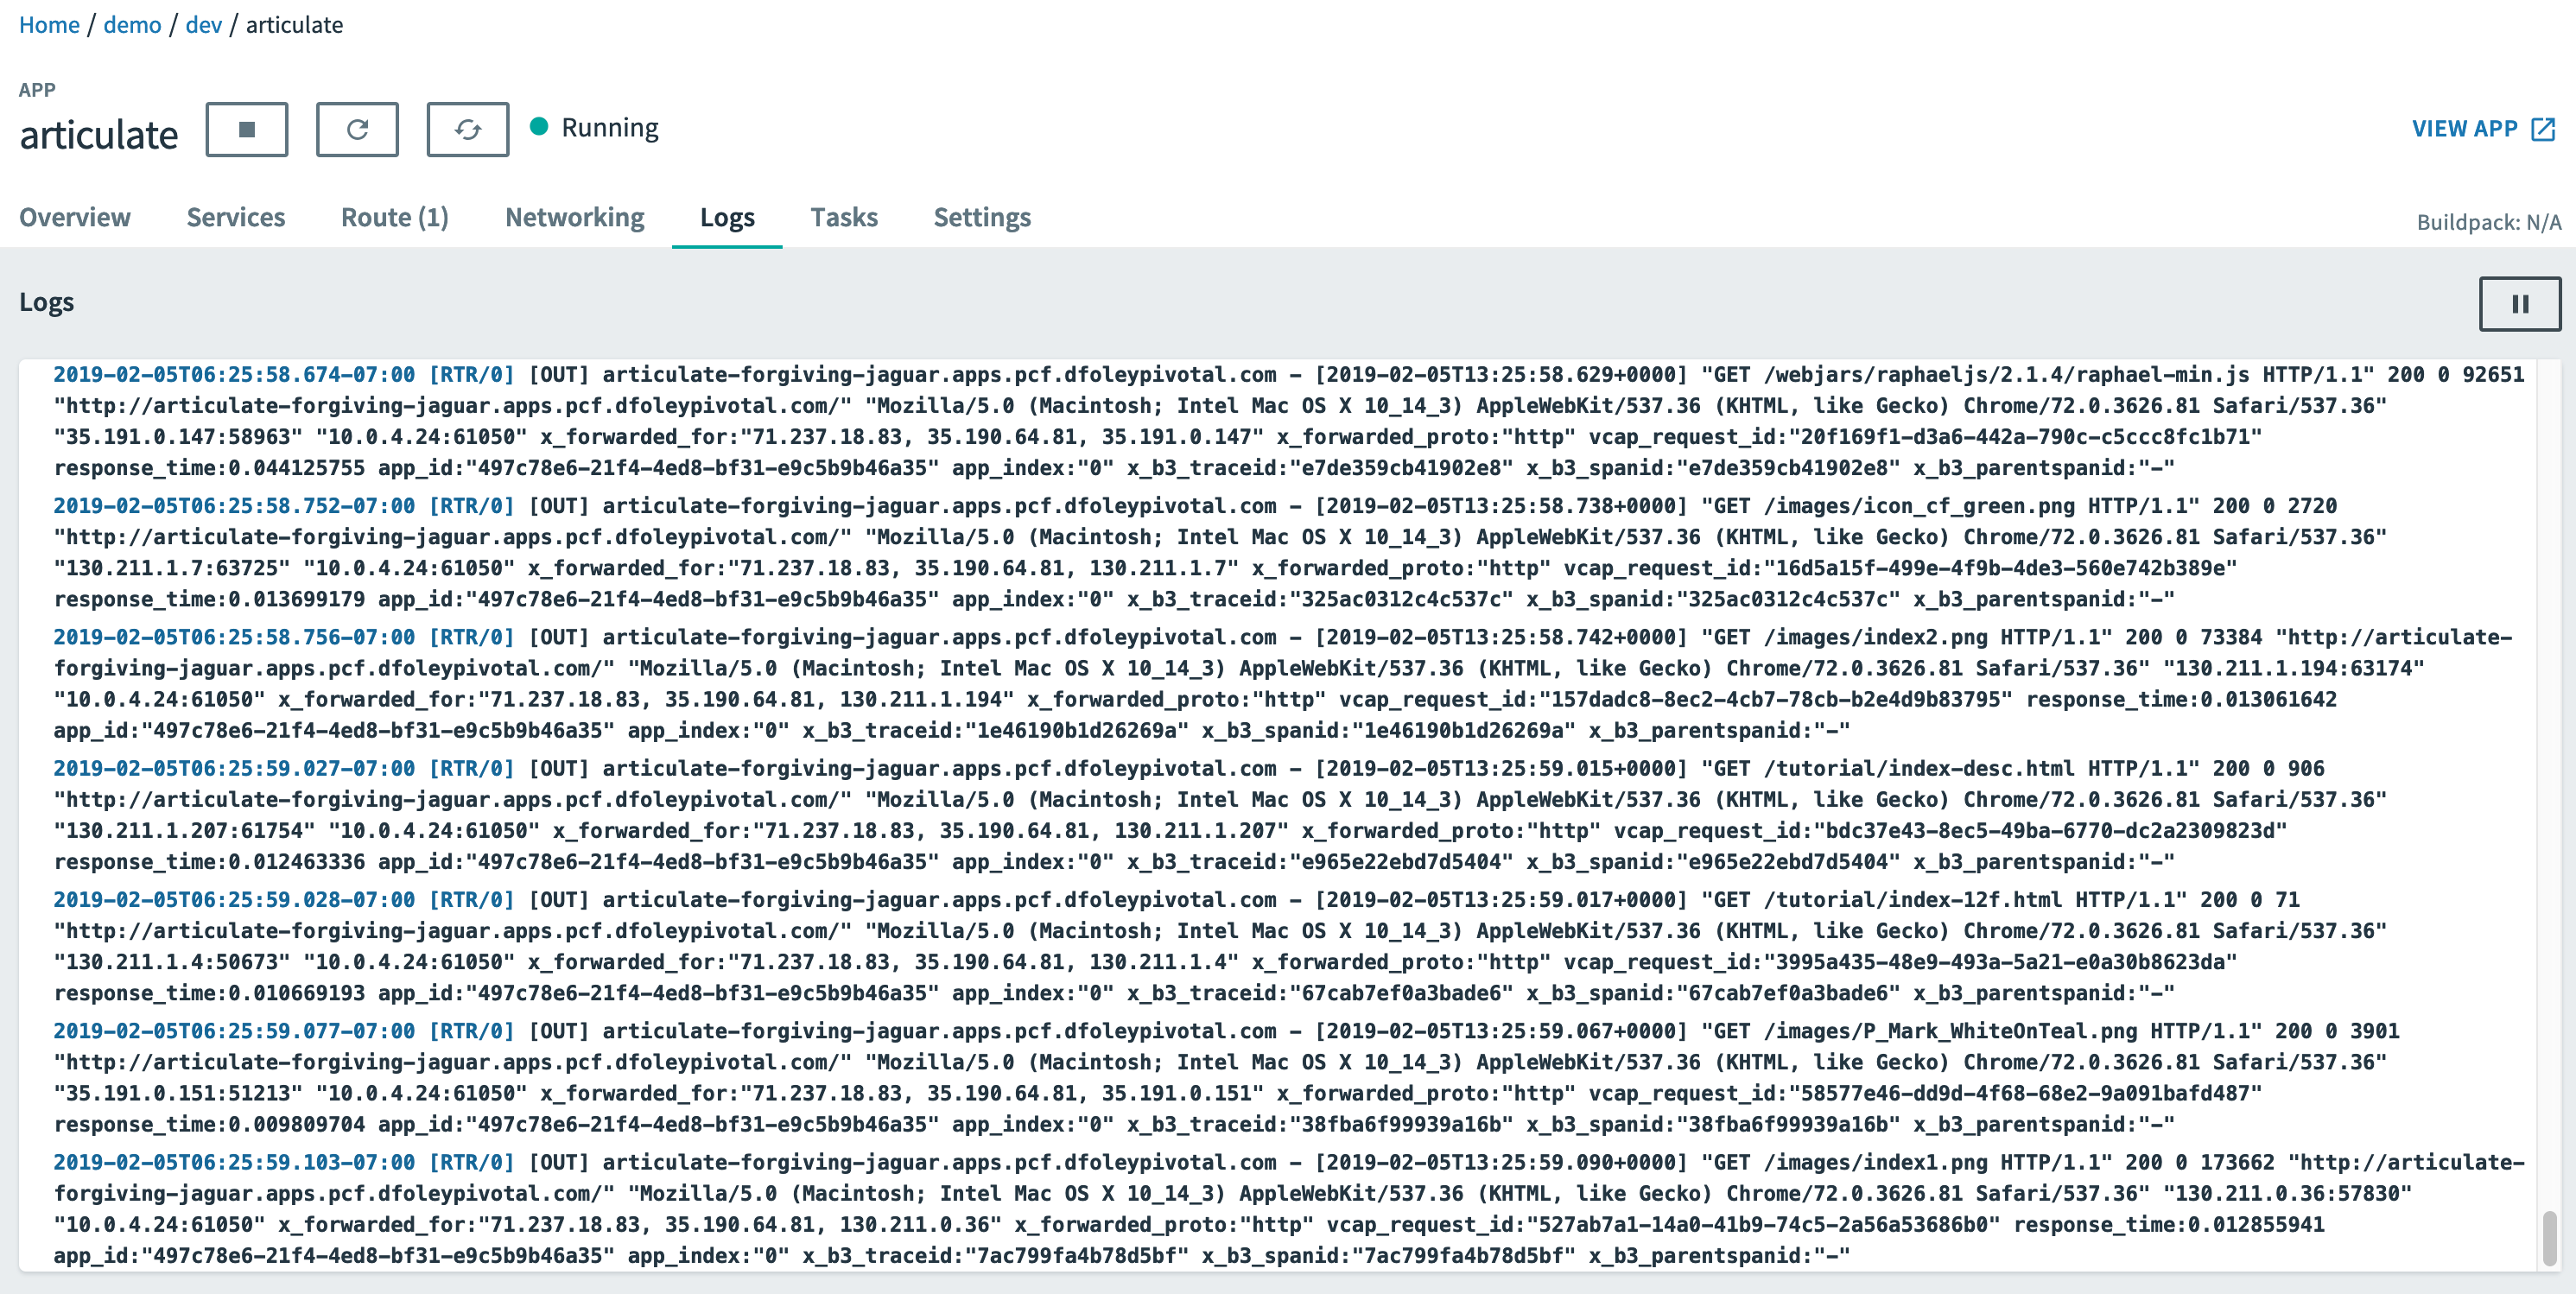 Home / demo / dev / articulate
APP
articulate Running VIEW APP
Overview Services Route (1) Networking Logs Tasks Settings Buildpack: N/A
Logs
2019-02-05T06:25:58.674-07:00 [RTR/0] [OUT] articulate-forgiving-jaguar.apps.pcf.dfoleypivotal.com - [2019-02-05T13:25:58.629+0000] "GET /webjars/raphaeljs/2.1.4/raphael-min.js HTTP/1.1" 200 0 92651
"http://articulate-forgiving-jaguar.apps.pcf.dfoleypivotal.com/" "Mozilla/5.0 (Macintosh; Intel Mac OS X 10_14_3) AppleWebKit/537.36 (KHTML, like Gecko) Chrome/72.0.3626.81 Safari/537.36"
"35.191.0.147:58963" "10.0.4.24:61050" x_forwarded_for:"71.237.18.83, 35.190.64.81, 35.191.0.147" x_forwarded_proto:"http" vcap_request_id:"20f169f1-d3a6-442a-790c-c5ccc8fc1b71"
response_time:0.044125755 app_id:"497c78e6-21f4-4ed8-bf31-e9c5b9b46a35" app_index:"0" x_b3_traceid:"e7de359cb41902e8" x_b3_spanid:"e7de359cb41902e8" x_b3_parentspanid:"-"
2019-02-05T06:25:58.752-07:00 [RTR/0] [OUT] articulate-forgiving-jaguar.apps.pcf.dfoleypivotal.com - [2019-02-05T13:25:58.738+0000] "GET /images/icon_cf_green.png HTTP/1.1" 200 0 2720
"http://articulate-forgiving-jaguar.apps.pcf.dfoleypivotal.com/" "Mozilla/5.0 (Macintosh; Intel Mac OS X 10_14_3) AppleWebKit/537.36 (KHTML, like Gecko) Chrome/72.0.3626.81 Safari/537.36"
"130.211.1.7:63725" "10.0.4.24:61050" x_forwarded_for:"71.237.18.83, 35.190.64.81, 130.211.1.7" x_forwarded_proto:"http" vcap_request_id:"16d5a15f-499e-4f9b-4de3-560e742b389e"
response_time:0.013699179 app_id:"497c78e6-21f4-4ed8-bf31-e9c5b9b46a35" app_index:"0" x_b3_traceid:"325ac0312c4c537c" x_b3_spanid:"325ac0312c4c537c" x_b3_parentspanid:"-"
2019-02-05T06:25:58.756-07:00 [RTR/0] [OUT] articulate-forgiving-jaguar.apps.pcf.dfoleypivotal.com - [2019-02-05T13:25:58.742+0000] "GET /images/index2.png HTTP/1.1" 200 0 73384 "http://articulate-
forgiving-jaguar.apps.pcf.dfoleypivotal.com/" "Mozilla/5.0 (Macintosh; Intel Mac OS X 10_14_3) AppleWebKit/537.36 (KHTML, like Gecko) Chrome/72.0.3626.81 Safari/537.36" "130.211.1.194:63174"
"10.0.4.24:61050" x_forwarded_for:"71.237.18.83, 35.190.64.81, 130.211.1.194" x_forwarded_proto:"http" vcap_request_id:"157dadc8-8ec2-4cb7-78cb-b2e4d9b83795" response_time:0.013061642
app_id:"497c78e6-21f4-4ed8-bf31-e9c5b9b46a35" app_index:"0" x_b3_traceid:"1e46190b1d26269a" x_b3_spanid:"1e46190b1d26269a" x_b3_parentspanid:"-"
2019-02-05T06:25:59.027-07:00 [RTR/0] [OUT] articulate-forgiving-jaguar.apps.pcf.dfoleypivotal.com - [2019-02-05T13:25:59.015+0000] "GET /tutorial/index-desc.html HTTP/1.1" 200 0 906
"http://articulate-forgiving-jaguar.apps.pcf.dfoleypivotal.com/" "Mozilla/5.0 (Macintosh; Intel Mac OS X 10_14_3) AppleWebKit/537.36 (KHTML, like Gecko) Chrome/72.0.3626.81 Safari/537.36"
"130.211.1.207:61754" "10.0.4.24:61050" x_forwarded_for:"71.237.18.83, 35.190.64.81, 130.211.1.207" x_forwarded_proto:"http" vcap_request_id:"bdc37e43-8ec5-49ba-6770-dc2a2309823d"
response_time:0.012463336 app_id:"497c78e6-21f4-4ed8-bf31-e9c5b9b46a35" app_index:"0" x_b3_traceid:"e965e22ebd7d5404" x_b3_spanid:"e965e22ebd7d5404" x_b3_parentspanid:"-"
2019-02-05T06:25:59.028-07:00 [RTR/0] [OUT] articulate-forgiving-jaguar.apps.pcf.dfoleypivotal.com - [2019-02-05T13:25:59.017+0000] "GET /tutorial/index-12f.html HTTP/1.1" 200 0 71
"http://articulate-forgiving-jaguar.apps.pcf.dfoleypivotal.com/" "Mozilla/5.0 (Macintosh; Intel Mac OS X 10_14_3) AppleWebKit/537.36 (KHTML, like Gecko) Chrome/72.0.3626.81 Safari/537.36"
"130.211.1.4:50673" "10.0.4.24:61050" x_forwarded_for:"71.237.18.83, 35.190.64.81, 130.211.1.4" x_forwarded_proto:"http" vcap_request_id:"3995a435-48e9-493a-5a21-e0a30b8623da"
response_time:0.010669193 app_id:"497c78e6-21f4-4ed8-bf31-e9c5b9b46a35" app_index:"0" x_b3_traceid:"67cab7ef0a3bade6" x_b3_spanid:"67cab7ef0a3bade6" x_b3_parentspanid:"-"
2019-02-05T06:25:59.077-07:00 [RTR/0] [OUT] articulate-forgiving-jaguar.apps.pcf.dfoleypivotal.com - [2019-02-05T13:25:59.067+0000] "GET /images/P_Mark_WhiteOnTeal.png HTTP/1.1" 200 0 3901
"http://articulate-forgiving-jaguar.apps.pcf.dfoleypivotal.com/" "Mozilla/5.0 (Macintosh; Intel Mac OS X 10_14_3) AppleWebKit/537.36 (KHTML, like Gecko) Chrome/72.0.3626.81 Safari/537.36"
"35.191.0.151:51213" "10.0.4.24:61050" x_forwarded_for:"71.237.18.83, 35.190.64.81, 35.191.0.151" x_forwarded_proto:"http" vcap_request_id:"58577e46-dd9d-4f68-68e2-9a091bafd487"
response_time:0.009809704 app_id:"497c78e6-21f4-4ed8-bf31-e9c5b9b46a35" app_index:"0" x_b3_traceid:"38fba6f99939a16b" x_b3_spanid:"38fba6f99939a16b" x_b3_parentspanid:"-"
2019-02-05T06:25:59.103-07:00 [RTR/0] [OUT] articulate-forgiving-jaguar.apps.pcf.dfoleypivotal.com - [2019-02-05T13:25:59.090+0000] "GET /images/index1.png HTTP/1.1" 200 0 173662 "http://articulate-
forgiving-jaguar.apps.pcf.dfoleypivotal.com/" "Mozilla/5.0 (Macintosh; Intel Mac OS X 10_14_3) AppleWebKit/537.36 (KHTML, like Gecko) Chrome/72.0.3626.81 Safari/537.36" "130.211.0.36:57830"
"10.0.4.24:61050" x_forwarded_for:"71.237.18.83, 35.190.64.81, 130.211.0.36" x_forwarded_proto:"http" vcap_request_id:"527ab7a1-14a0-41b9-74c5-2a56a53686b0" response_time:0.012855941
app_id:"497c78e6-21f4-4ed8-bf31-e9c5b9b46a35" app_index:"0" x_b3_traceid:"7ac799fa4b78d5bf" x_b3_spanid:"7ac799fa4b78d5bf" x_b3_parentspanid:"-"